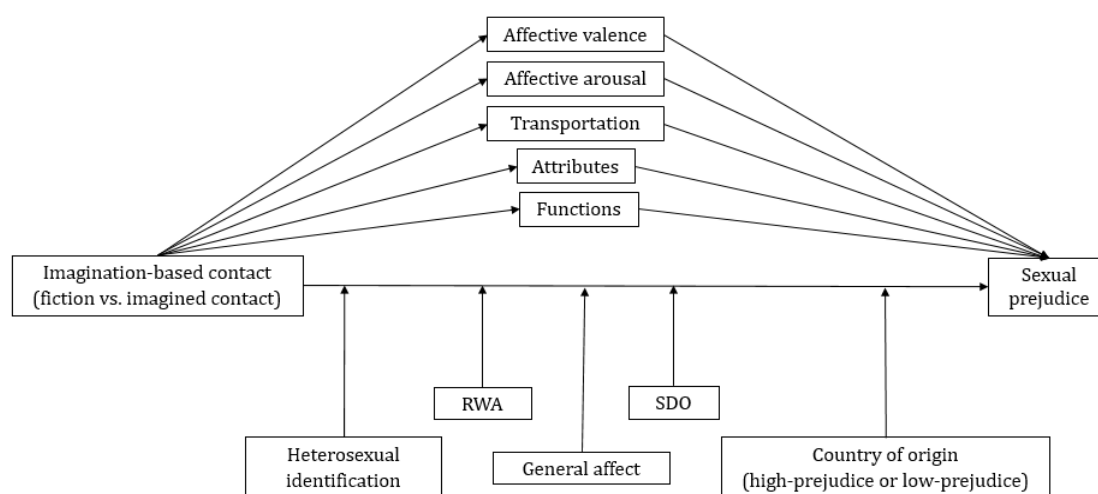 Affective valence
Affective arousal
Transportation
Attributes
Functions
Imagination-based contact
(fiction vs. imagined contact)
Sexual
prejudice
RWA
SDO
Heterosexual
identification
General affect
Country of origin
(high-prejudice or low-prejudice)